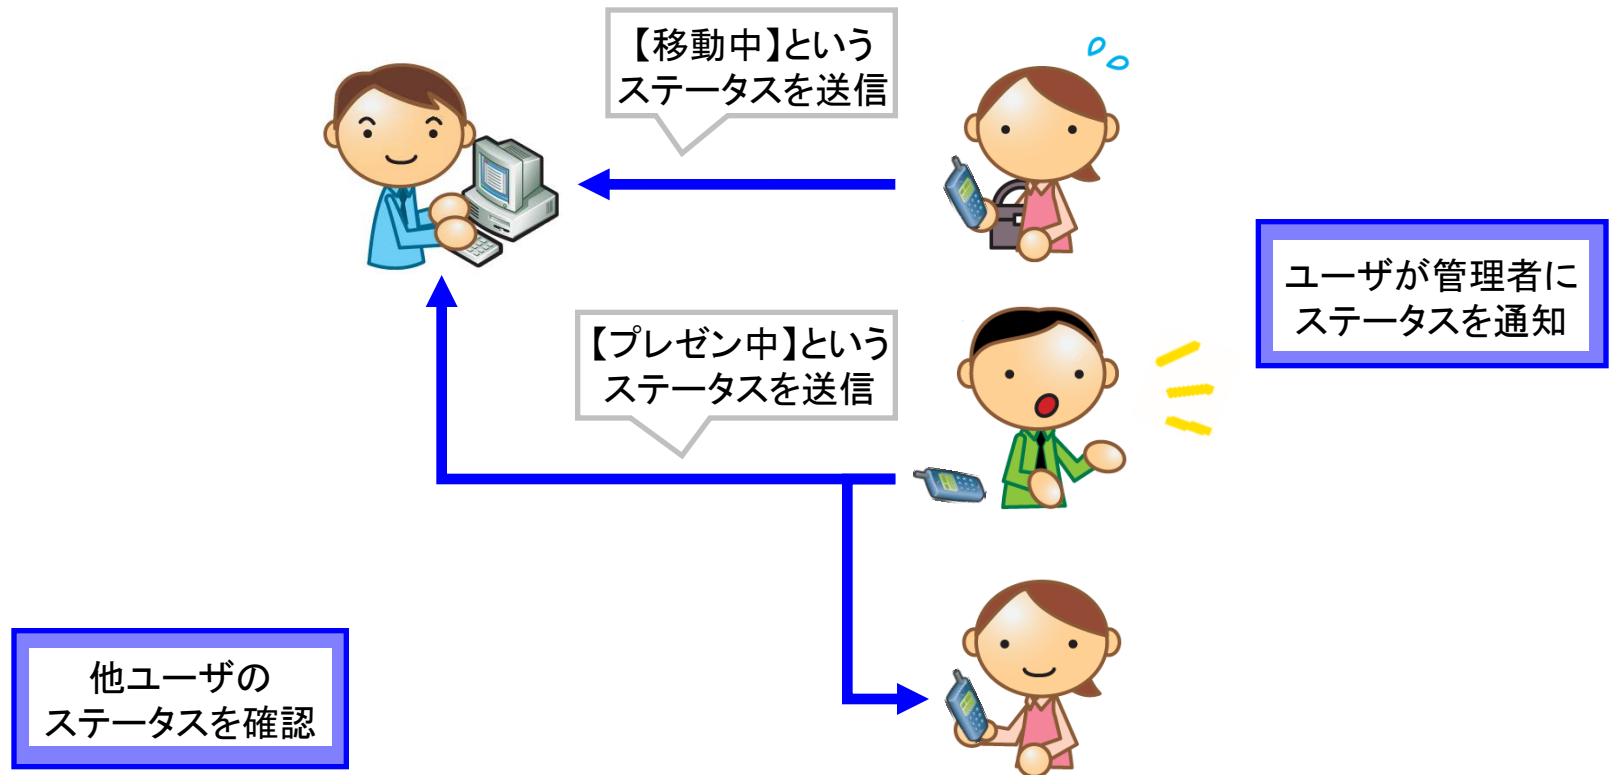 【移動中】という
ステータスを送信
ユーザが管理者に
ステータスを通知
【プレゼン中】という
ステータスを送信
他ユーザの
ステータスを確認